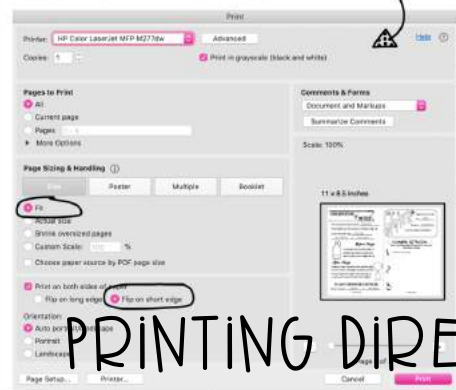 Print
Printer: HP Color LaserJet MFP M277dw Advanced Help
Copies: 1 Print in grayscale (black and white)
Pages to Print
All
Current page
Pages
More Options
Comments & Forms
Document and Markups
Summarize Comments
Scale: 100%
Page Sizing & Handling
Size Poster Multiple Booklet
Fit
Actual size
Shrink oversized pages
Custom Scale: 100 %
Choose paper source by PDF page size
11 x 8.5 Inches
Print on both sides of paper
Flip on long edge Flip on short edge
Orientation:
Auto portrait/landscape
Portrait
Landscape
PRINTING DIRE
Page Setup... Printer... Cancel Print